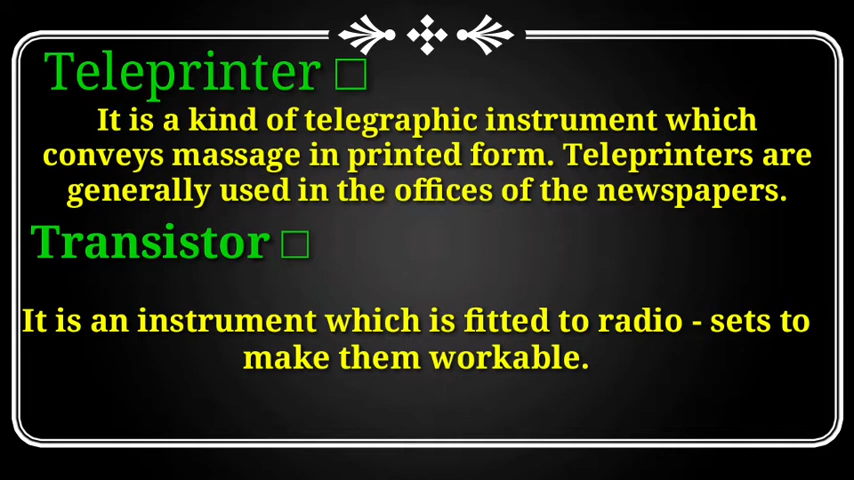 Teleprinter □
It is a kind of telegraphic instrument which
conveys massage in printed form. Teleprinters are
generally used in the offices of the newspapers.
Transistor □
It is an instrument which is fitted to radio - sets to
make them workable.